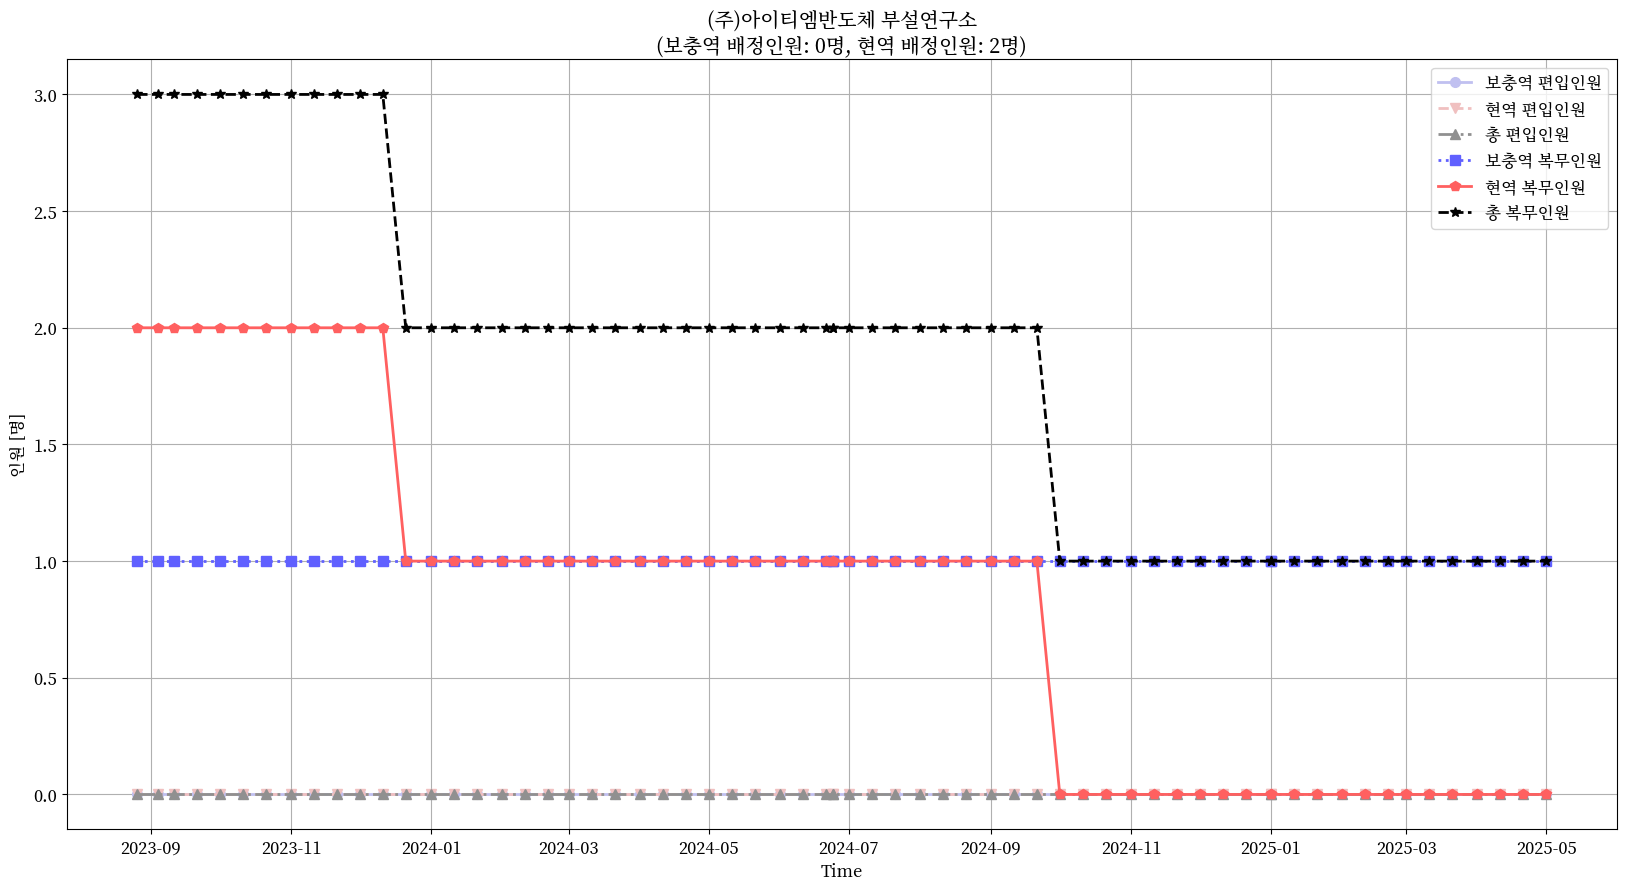 (주)아이티엠반도체 부설연구소
(보충역 배정인원: 0명, 현역 배정인원: 2명)
보충역 편입인원
현역 편입인원
총 편입인원
보충역 복무인원
현역 복무인원
총 복무인원
인원 [명]
3.0
2.5
2.0
1.5
1.0
0.5
0.0
2023-09 2023-11 2024-01 2024-03 2024-05 2024-07 2024-09 2024-11 2025-01 2025-03 2025-05
Time